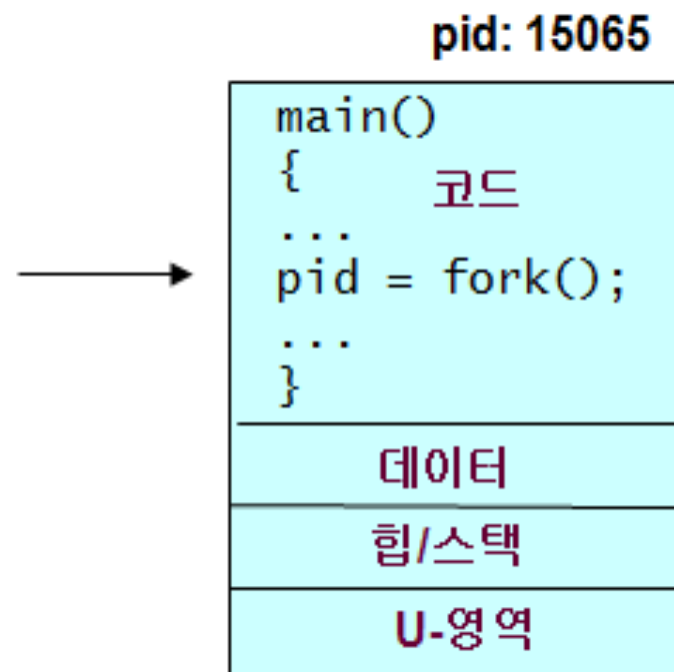 pid: 15065
main()
{
코드
...
pid = fork();
...
}
데이터
힙/스택
U-영역